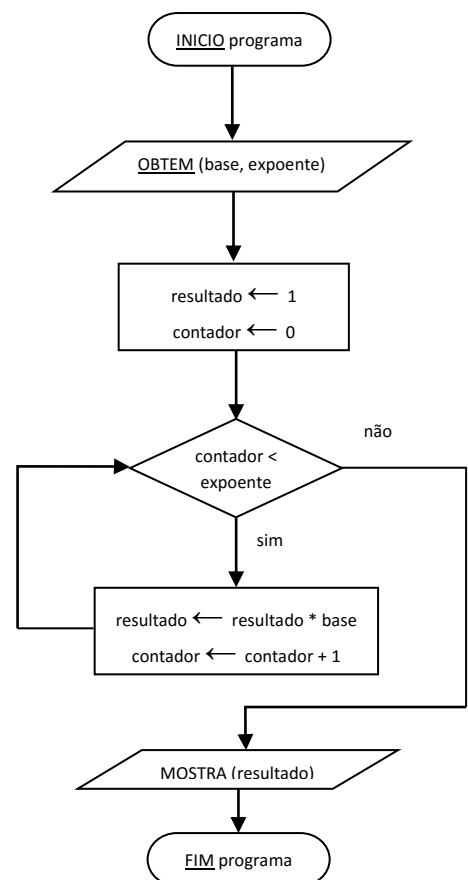 INICIO programa
OBTEM (base, expoente)
resultado ← 1
contador ← 0
contador <
expoente
não
sim
resultado ← resultado * base
contador ← contador + 1
MOSTRA (resultado)
FIM programa